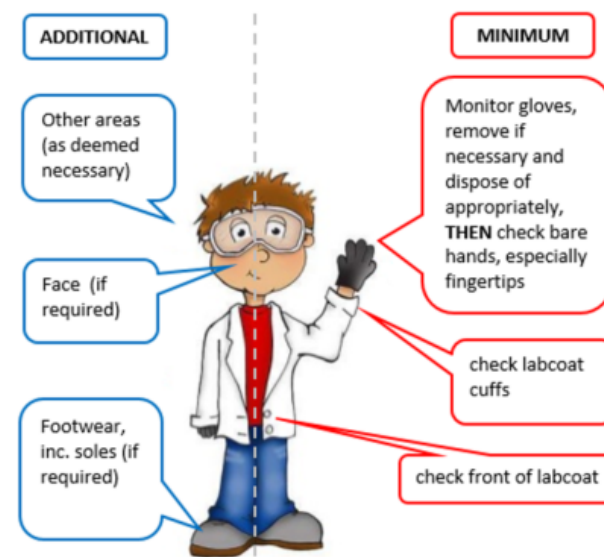 ADDITIONAL
MINIMUM
Other areas
(as deemed
necessary)
Monitor gloves,
remove if
necessary and
dispose of
appropriately,
THEN check bare
hands, especially
fingertips
Face (if
required)
check labcoat
cuffs
Footwear,
inc. soles (if
required)
check front of labcoat